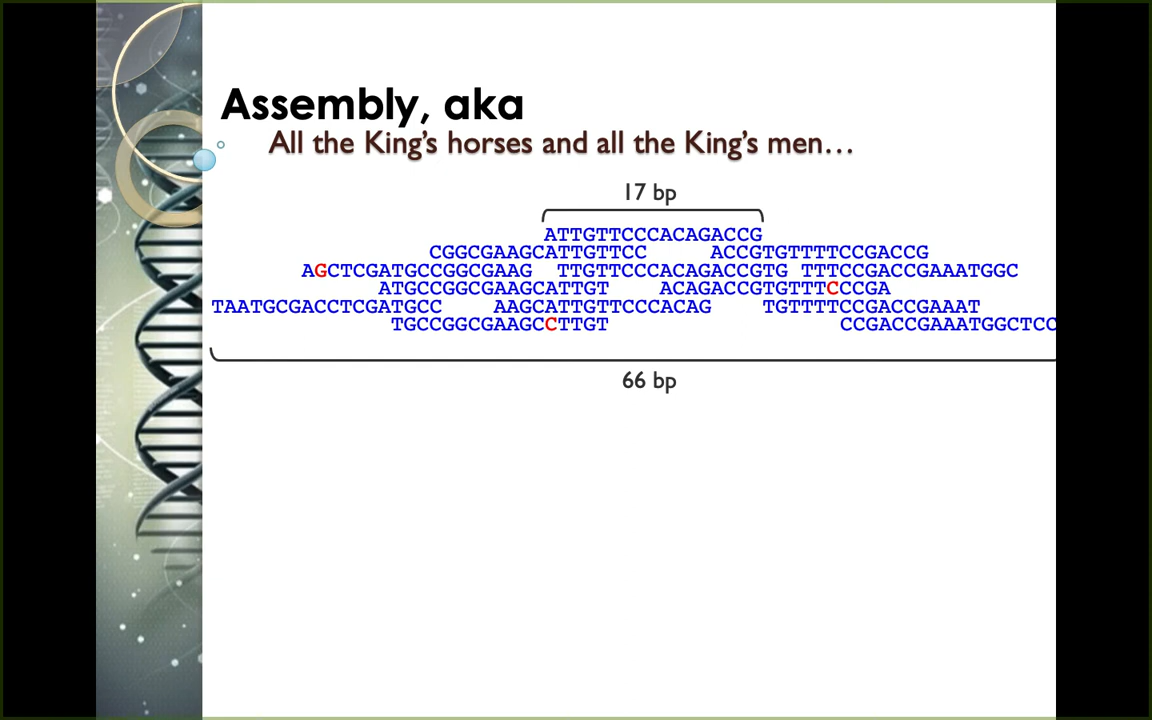 Assembly, aka
All the King's horses and all the King's men…
17 bp
ATTGTTCCCACAGACCG
CGGCGAAGCATTGTTCC ACCGTGTTTTCCGACCG
AGCTCGATGCCGGCGAAG TTGTTCCCACAGACCGTG TTTCCGACCGAAATGGC
ATGCCGGCGAAGCATTGT ACAGACCGTGTTTCCCGA
TAATGCGACCTCGATGCC AAGCATTGTTCCCACAG TGTTTTCCGACCGAAAT
TGCCGGCGAAGCCTTGT CCGACCGAAATGGCTCC
66 bp